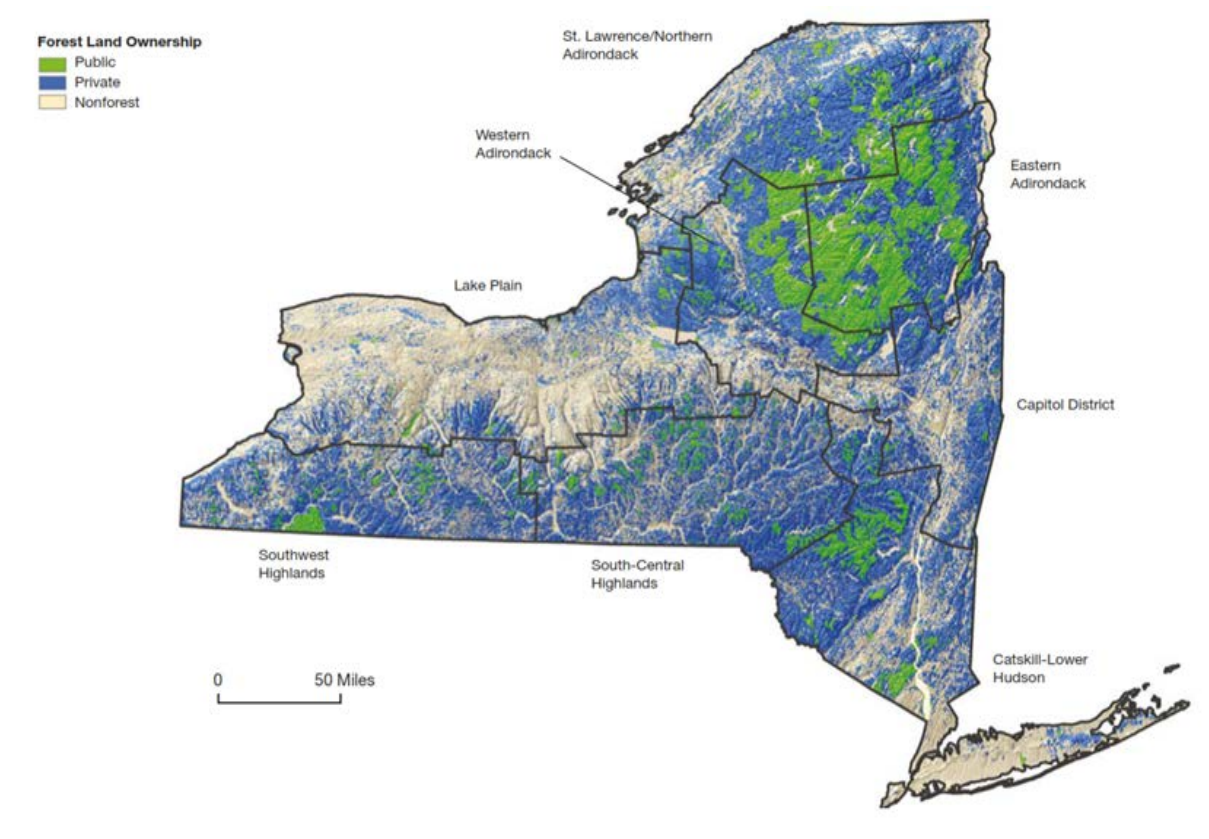 Forest Land Ownership
Public
Private
Nonforest
St. Lawrence/Northern
Adirondack
Western
Adirondack
Eastern
Adirondack
Lake Plain
Capitol District
Southwest
Highlands
South-Central
Highlands
Catskill-Lower
Hudson
0 50 Miles